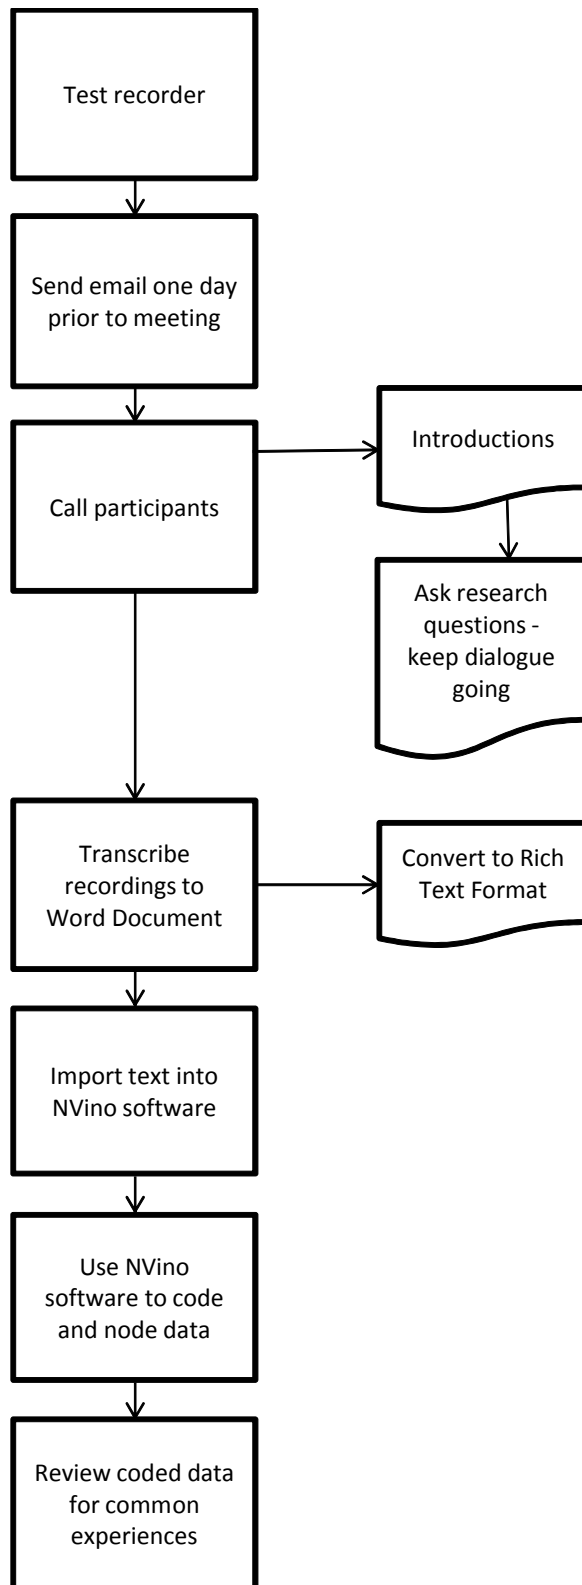 Test recorder
Send email one day
prior to meeting
Call participants
Introductions
Ask research
questions -
keep dialogue
going
Transcribe
recordings to
Word Document
Convert to Rich
Text Format
Import text into
NVino software
Use NVino
software to code
and node data
Review coded data
for common
experiences